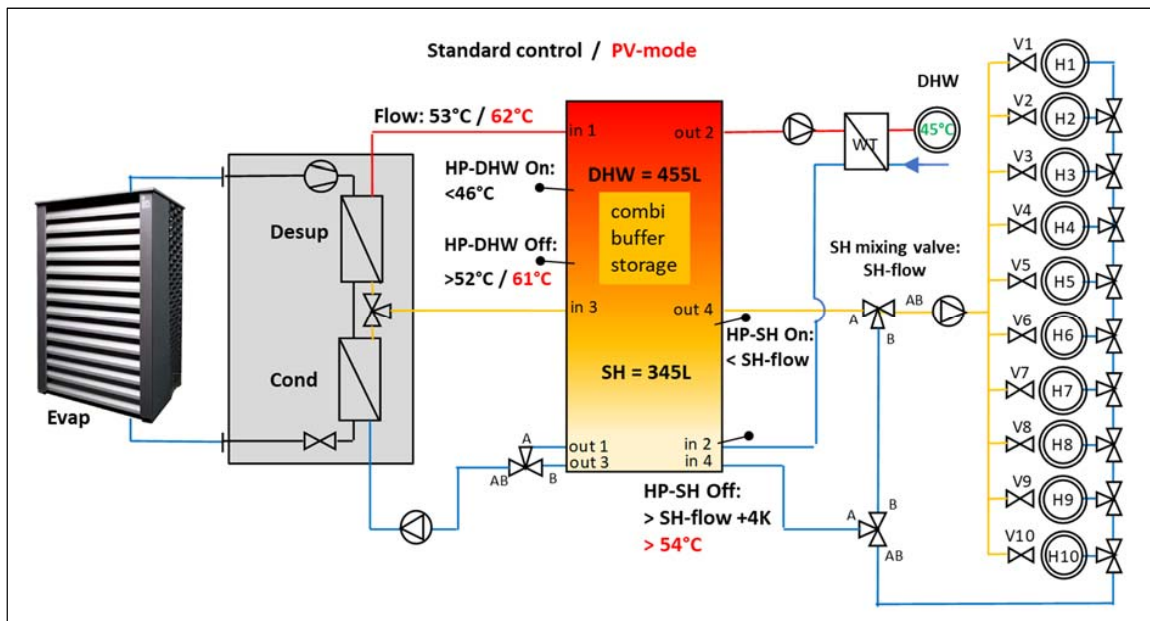 Standard control / PV-mode
Flow: 53°C / 62°C
HP-DHW On:
<46°C
HP-DHW Off:
>52°C / 61°C
Desup
Cond
Evap
in 1
out 2
DHW = 455L
combi
buffer
storage
in 3
out 4
SH = 345L
out 1
out 3
in 2
in 4
A
AB
B
HP-SH On:
< SH-flow
HP-SH Off:
> SH-flow +4K
> 54°C
WT
DHW
45°C
SH mixing valve:
SH-flow
A
AB
B
B
A
AB
V1
H1
V2
H2
V3
H3
V4
H4
V5
H5
V6
H6
V7
H7
V8
H8
V9
H9
V10
H10